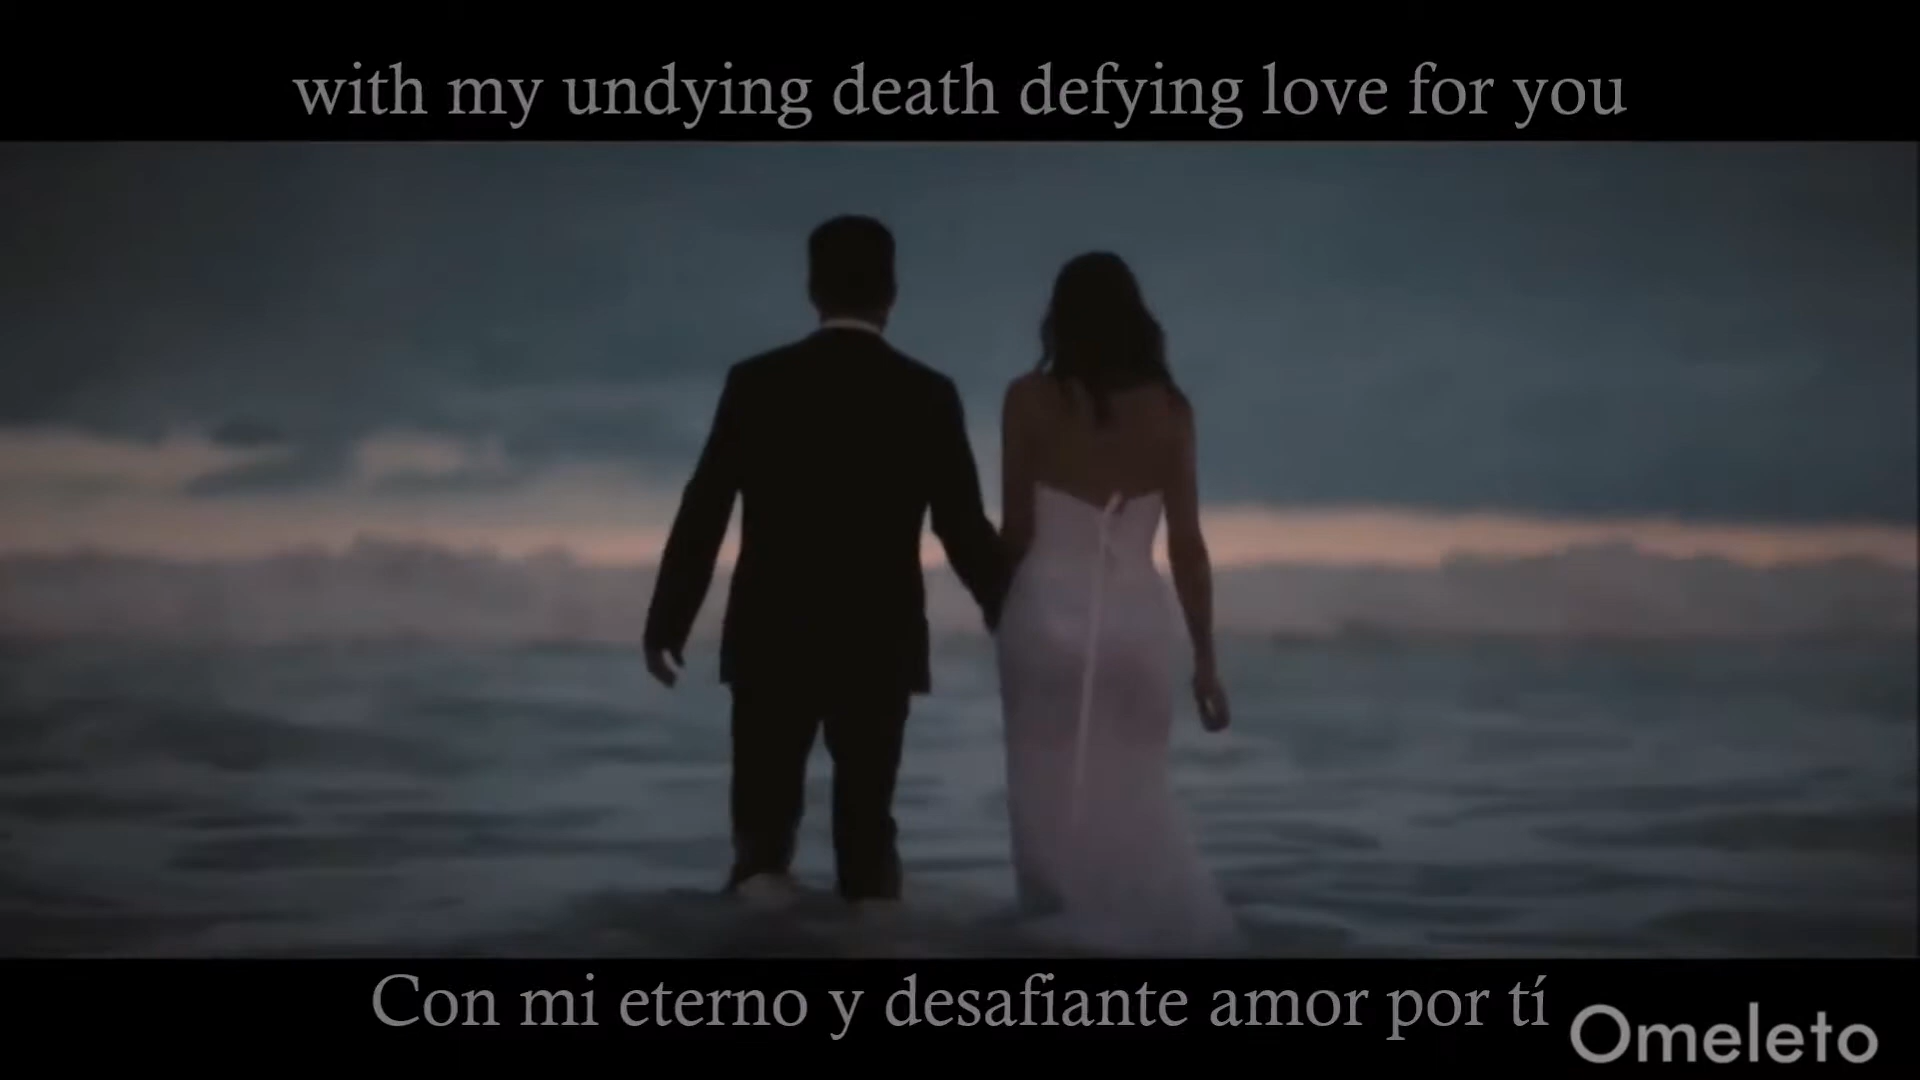 with my undying death defying love for you
Con mi eterno y desafiante amor por tí
Omeleto